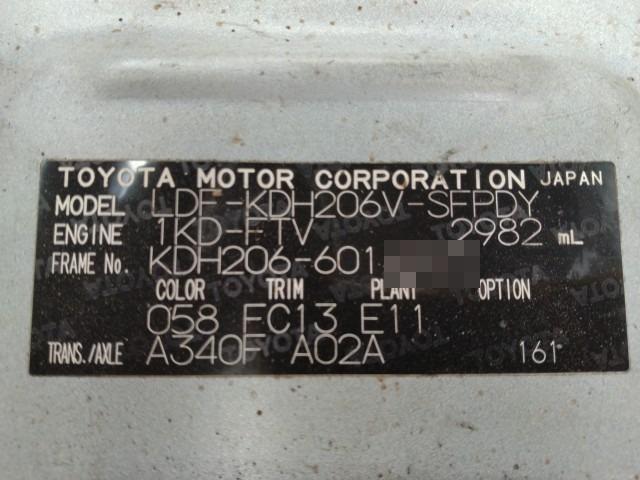 TOYOTA MOTOR CORPORATION JAPAN
MODEL LDF-KDH206V-SFPDY
ENGINE 1KD-FTV 2982 mL
FRAME No. KDH206-601
COLOR TRIM PLANT OPTION
058 FC13 E11
TRANS./AXLE A340F A02A 161